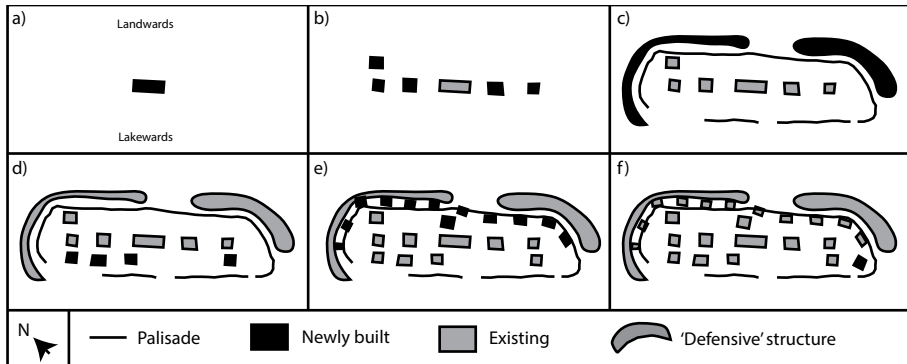 a)
Landwards
Lakewards
b)
c)
d)
e)
f)
N
Palisade
Newly built
Existing
‘Defensive’ structure